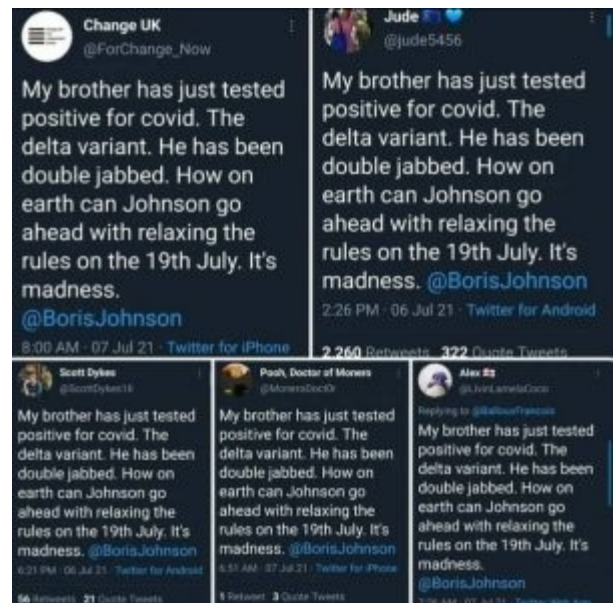 Change UK
@ForChange_Now
My brother has just tested
positive for covid. The
delta variant. He has been
double jabbed. How on
earth can Johnson go
ahead with relaxing the
rules on the 19th July. It's
madness.
@BorisJohnson
8:00 AM · 07 Jul 21 · Twitter for iPhone
Jude
@jude5456
My brother has just tested
positive for covid. The
delta variant. He has been
double jabbed. How on
earth can Johnson go
ahead with relaxing the
rules on the 19th July. It's
madness. @BorisJohnson
2:26 PM · 06 Jul 21 · Twitter for Android
2,260 Retweets 322 Quote Tweets
Scott Dykes
My brother has just tested
positive for covid. The
delta variant. He has been
double jabbed. How on
earth can Johnson go
ahead with relaxing the
rules on the 19th July. It's
madness. @BorisJohnson
6:21 PM · 06 Jul 21 · Twitter for Android
56 Retweets 21 Quote Tweets
Pooh, Doctor of Moners
My brother has just tested
positive for covid. The
delta variant. He has been
double jabbed. How on
earth can Johnson go
ahead with relaxing the
rules on the 19th July. It's
madness. @BorisJohnson
6:51 AM · 07 Jul 21 · Twitter for iPhone
1 Retweet 3 Quote Tweets
Alex
Replying to
My brother has just tested
positive for covid. The
delta variant. He has been
double jabbed. How on
earth can Johnson go
ahead with relaxing the
rules on the 19th July. It's
madness.
@BorisJohnson